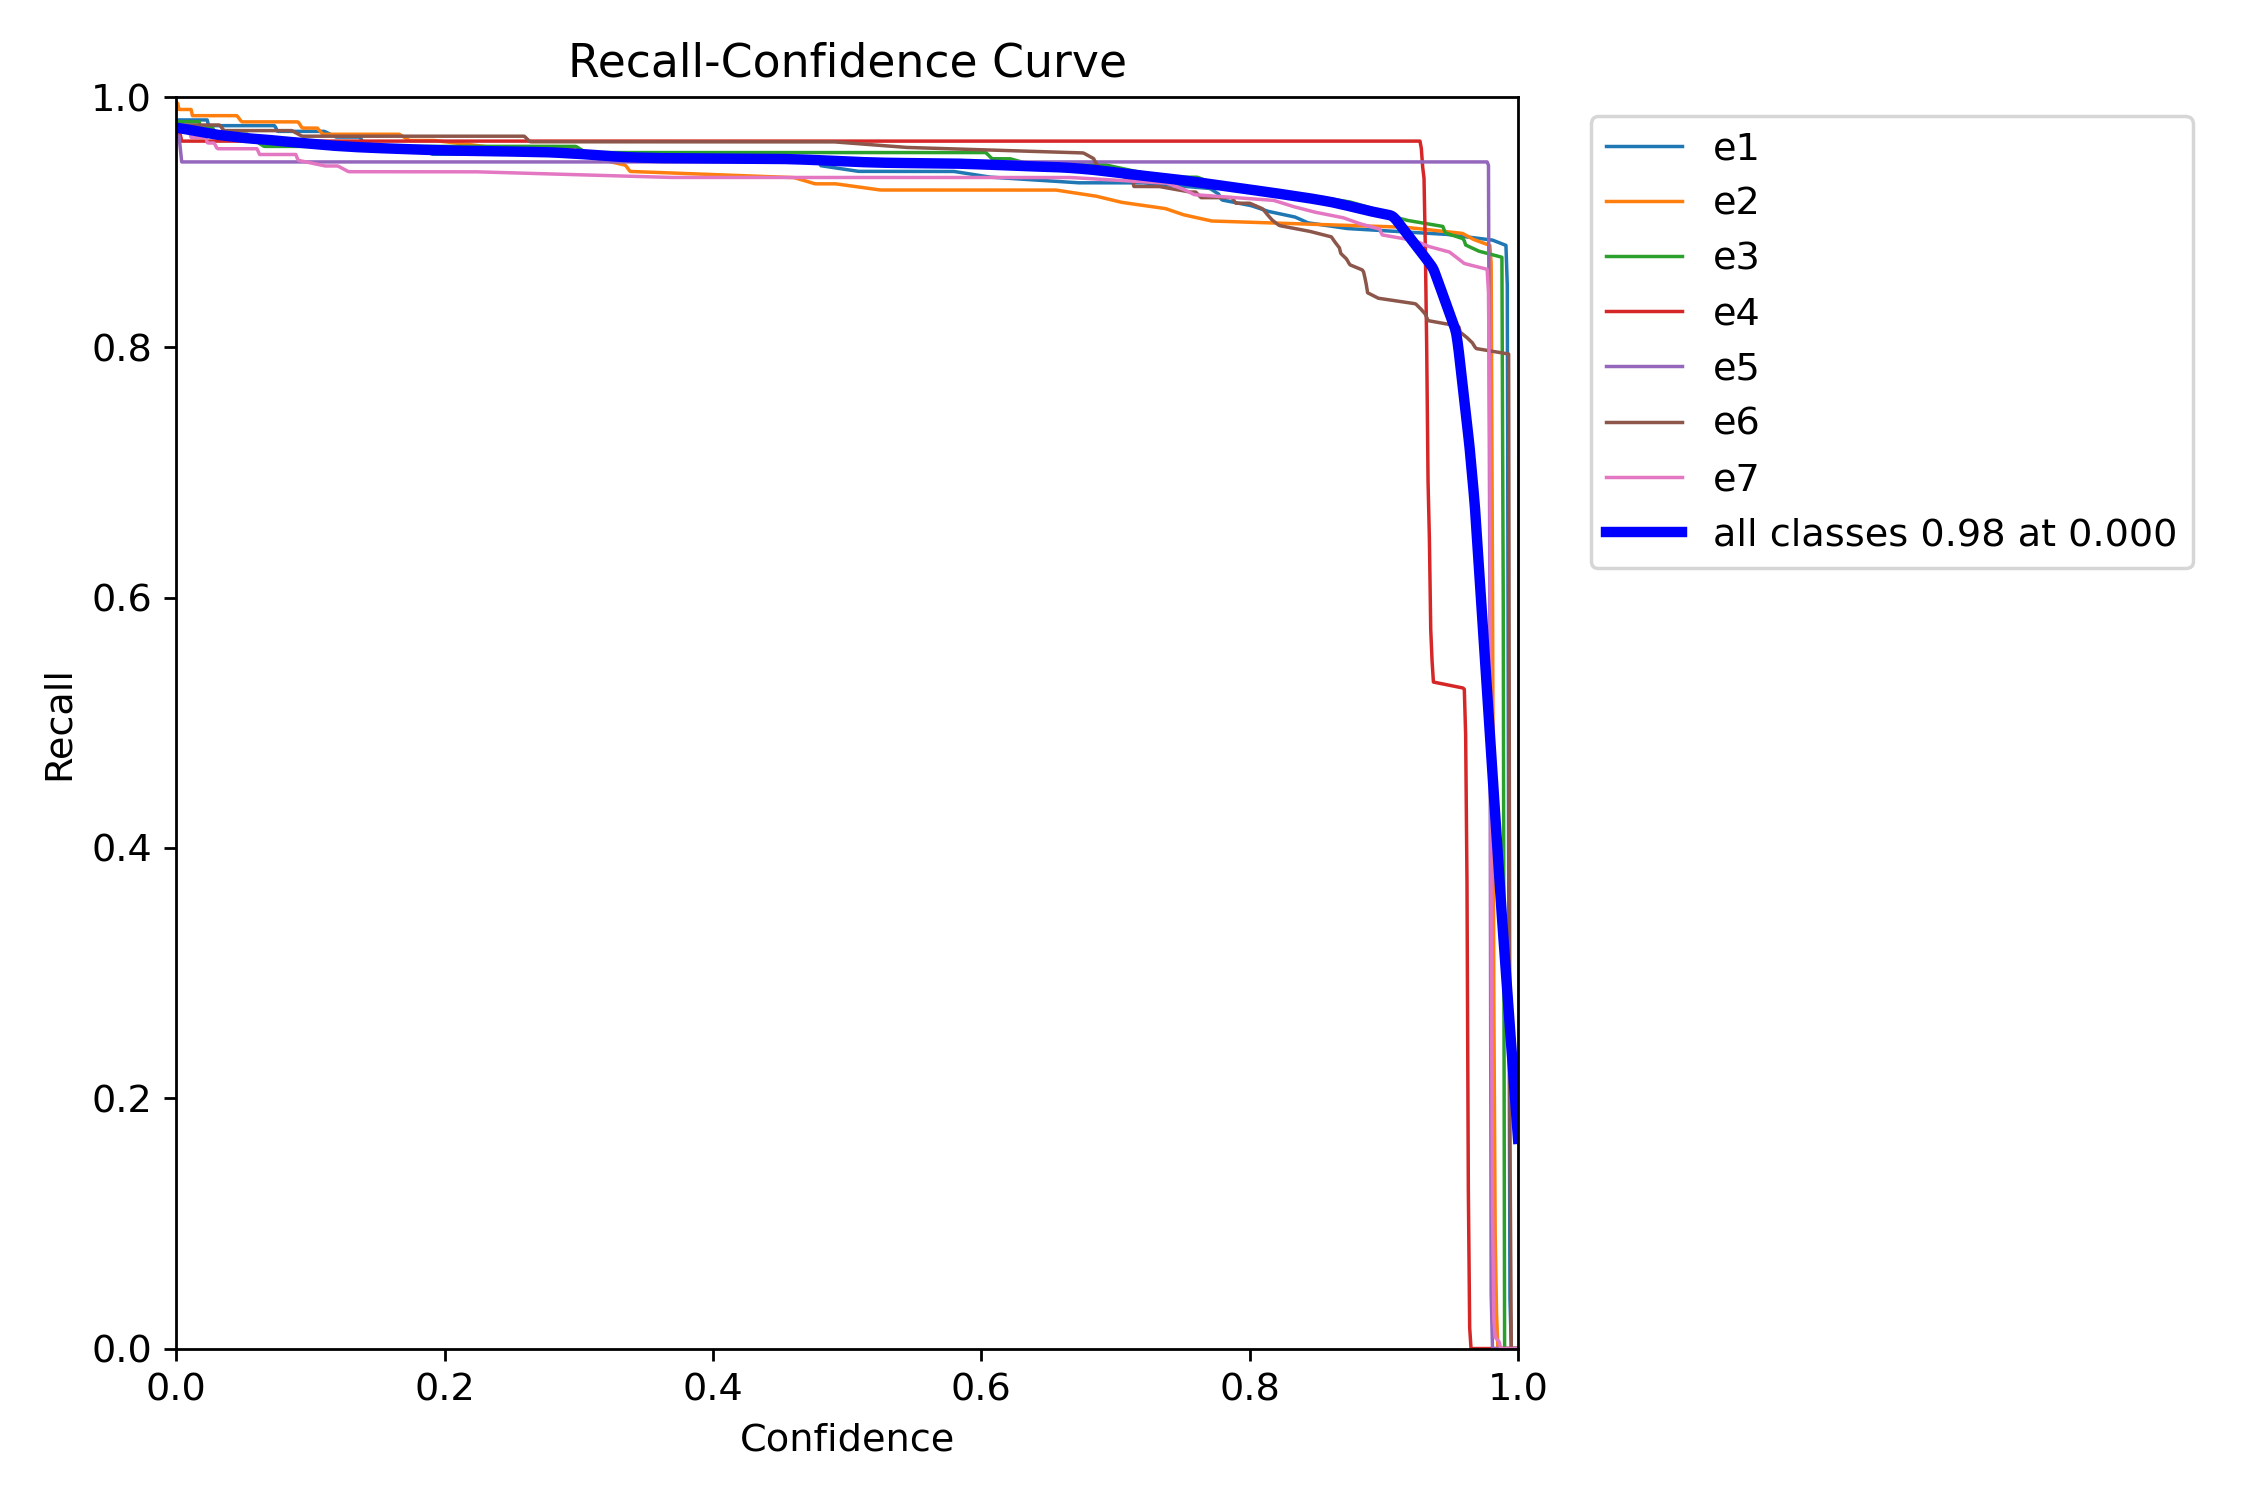 Recall-Confidence Curve
1.0
0.8
0.6
0.4
0.2
0.0
Recall
0.0 0.2 0.4 0.6 0.8 1.0
Confidence
e1
e2
e3
e4
e5
e6
e7
all classes 0.98 at 0.000